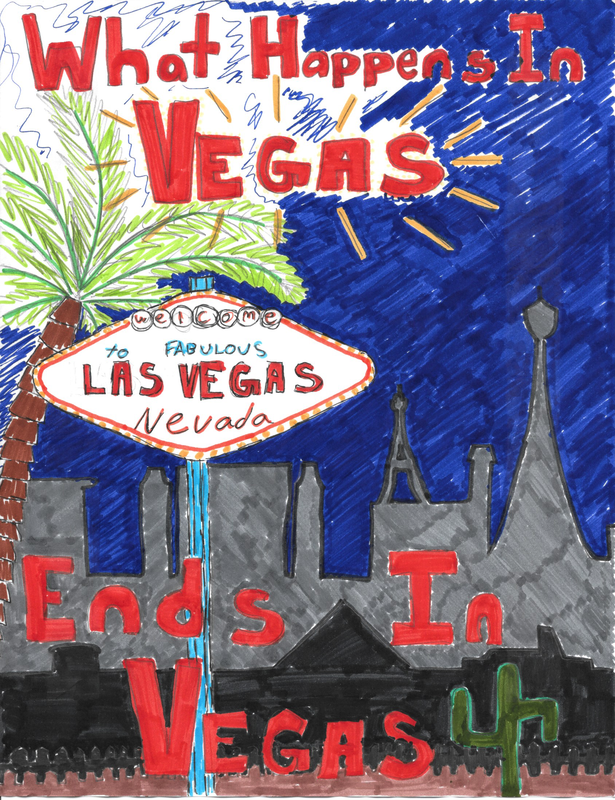 What Happens In
VEGAS
welcome
to FABULOUS
LAS VEGAS
Nevada
Ends In
VEGAS